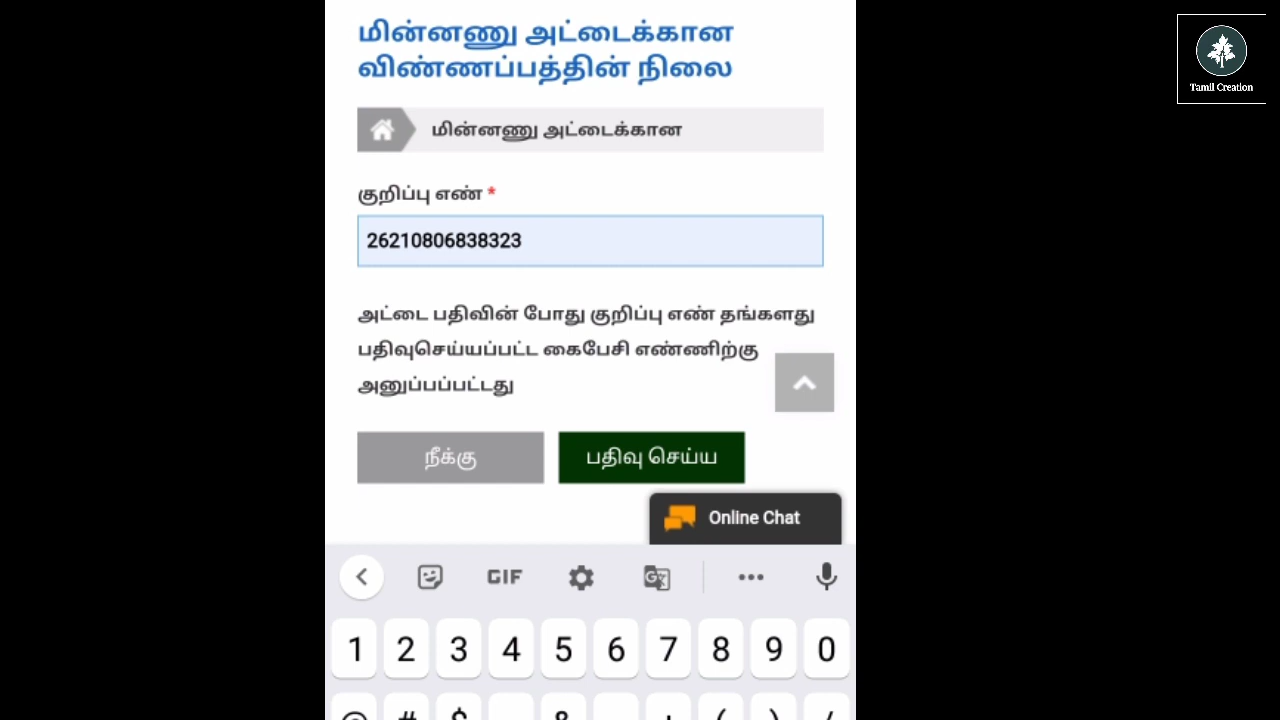 மின்னணு அட்டைக்கான
விண்ணப்பத்தின் நிலை
Tamil Creation
மின்னணு அட்டைக்கான
குறிப்பு எண் *
26210806838323
அட்டை பதிவின் போது குறிப்பு எண் தங்களது
பதிவுசெய்யப்பட்ட கைபேசி எண்ணிற்கு
அனுப்பப்பட்டது
நீக்கு பதிவு செய்ய
Online Chat
GIF
1 2 3 4 5 6 7 8 9 0